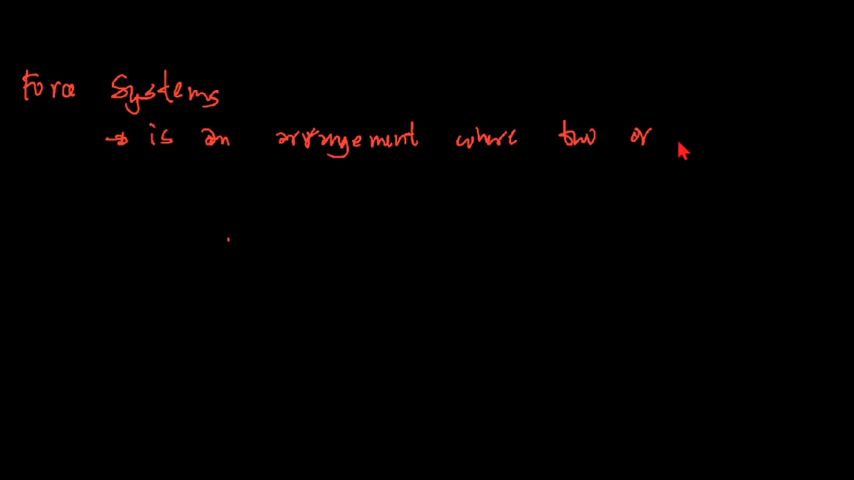 Force Systems
→ is an arrangement where two or